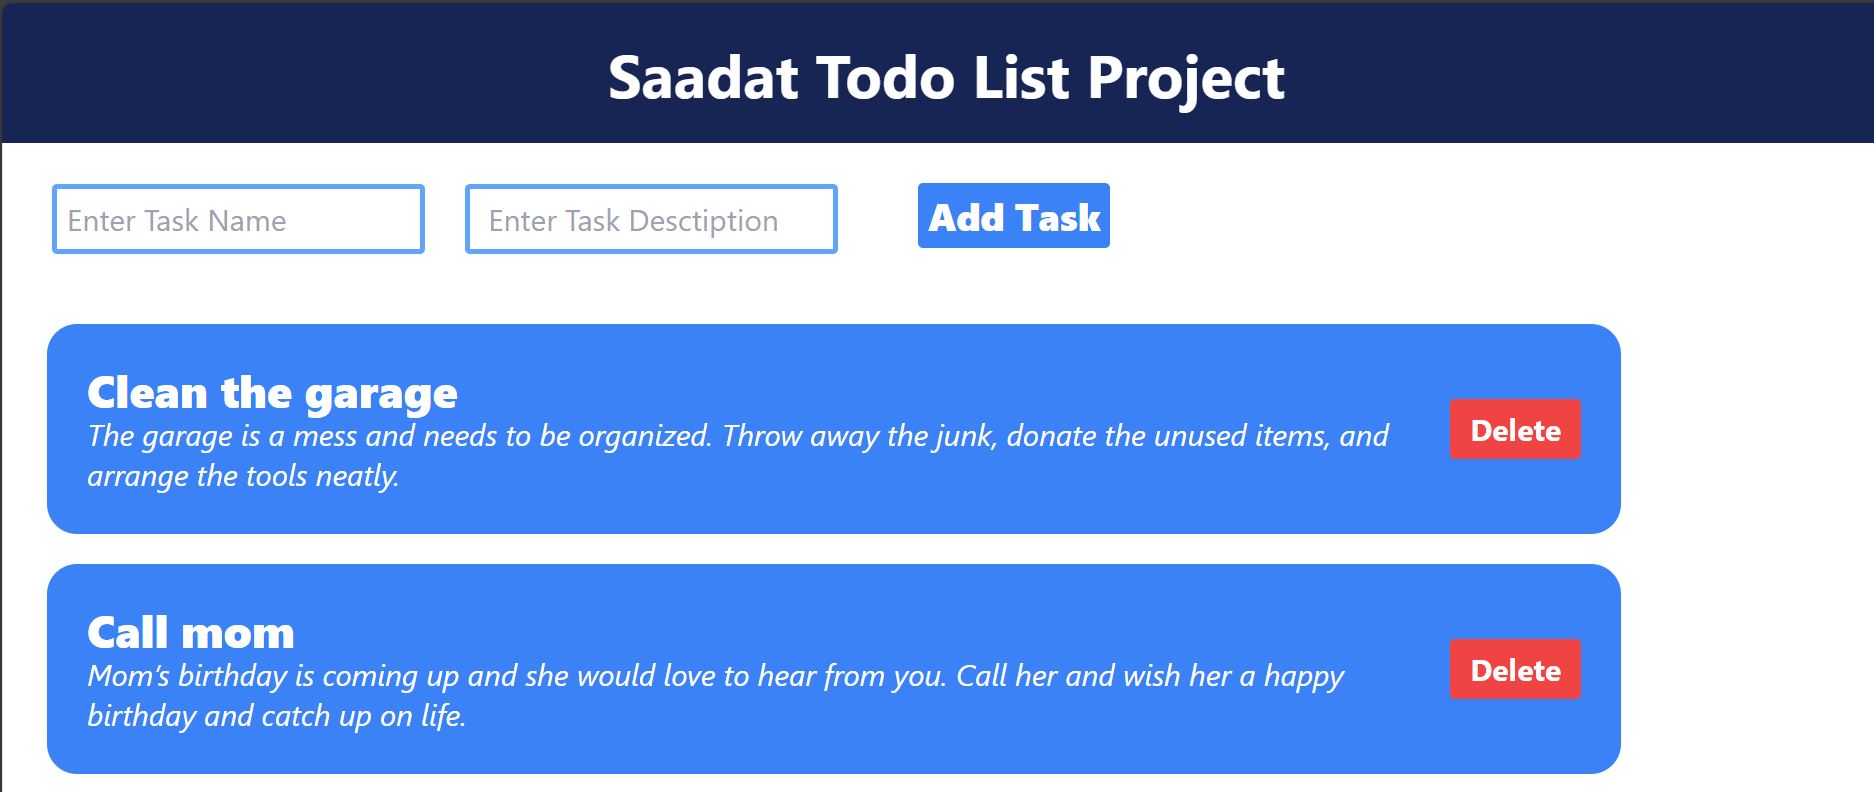 Saadat Todo List Project
Enter Task Name
Enter Task Desctiption
Add Task
Clean the garage
The garage is a mess and needs to be organized. Throw away the junk, donate the unused items, and
arrange the tools neatly.
Delete
Call mom
Mom's birthday is coming up and she would love to hear from you. Call her and wish her a happy
birthday and catch up on life.
Delete